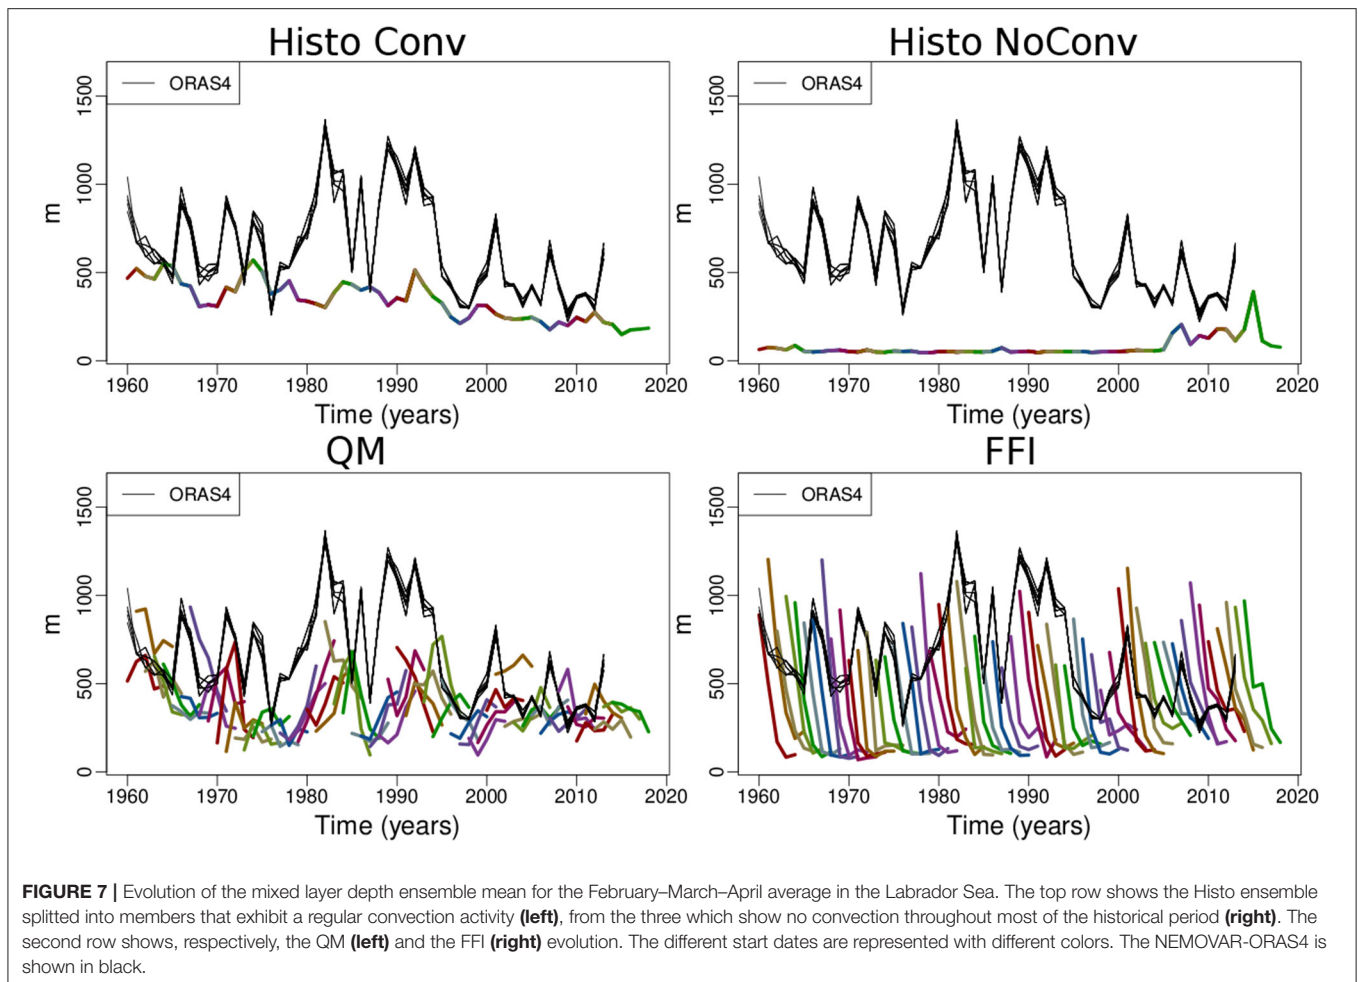 Histo Conv
Histo NoConv
ORAS4
ORAS4
1500
1000
500
0
m
1500
1000
500
0
m
1960 1970 1980 1990 2000 2010 2020
1960 1970 1980 1990 2000 2010 2020
Time (years)
Time (years)
QM
FFI
ORAS4
ORAS4
1500
1000
500
0
m
1500
1000
500
0
m
1960 1970 1980 1990 2000 2010 2020
1960 1970 1980 1990 2000 2010 2020
Time (years)
Time (years)
FIGURE 7 | Evolution of the mixed layer depth ensemble mean for the February–March–April average in the Labrador Sea. The top row shows the Histo ensemble
splitted into members that exhibit a regular convection activity (left), from the three which show no convection throughout most of the historical period (right). The
second row shows, respectively, the QM (left) and the FFI (right) evolution. The different start dates are represented with different colors. The NEMOVAR-ORAS4 is
shown in black.